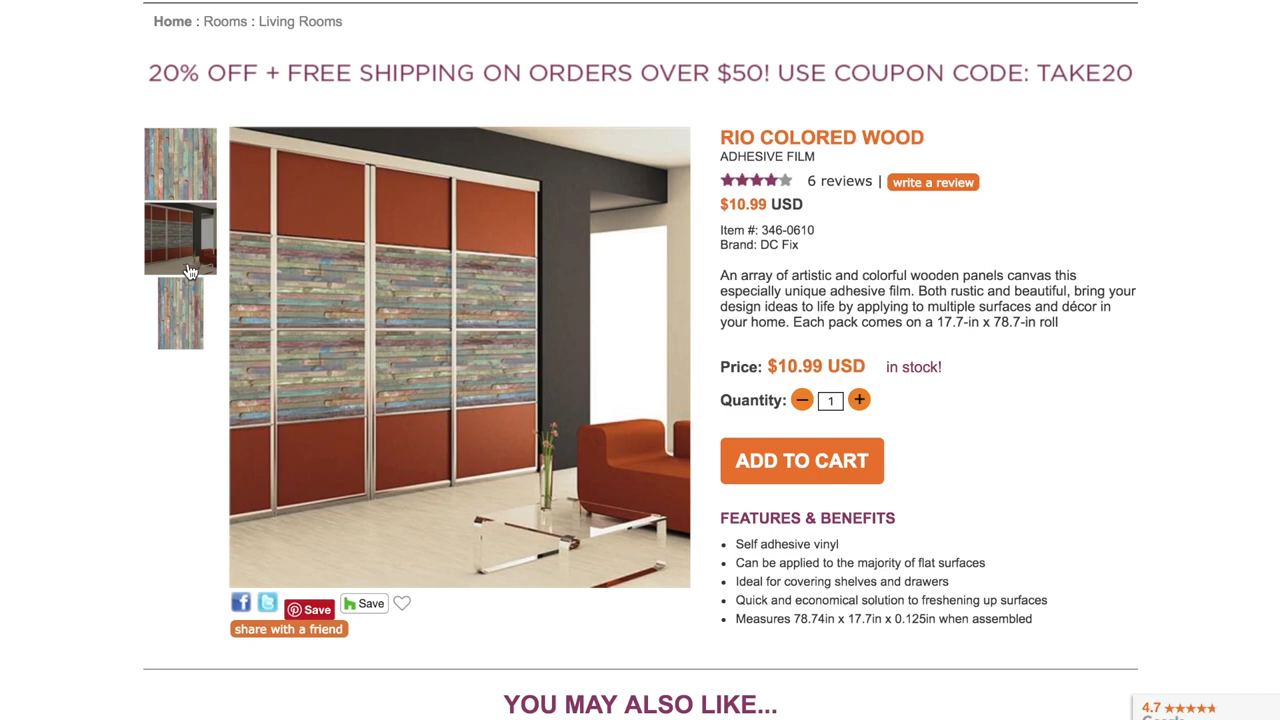 Home : Rooms : Living Rooms
20% OFF + FREE SHIPPING ON ORDERS OVER $50! USE COUPON CODE: TAKE20
RIO COLORED WOOD
ADHESIVE FILM
6 reviews | write a review
$10.99 USD
Item #: 346-0610
Brand: DC Fix
An array of artistic and colorful wooden panels canvas this
especially unique adhesive film. Both rustic and beautiful, bring your
design ideas to life by applying to multiple surfaces and décor in
your home. Each pack comes on a 17.7-in x 78.7-in roll
Price: $10.99 USD in stock!
Quantity: − 1 +
ADD TO CART
FEATURES & BENEFITS
• Self adhesive vinyl
• Can be applied to the majority of flat surfaces
• Ideal for covering shelves and drawers
• Quick and economical solution to freshening up surfaces
• Measures 78.74in x 17.7in x 0.125in when assembled
Save Save
share with a friend
YOU MAY ALSO LIKE...
4.7